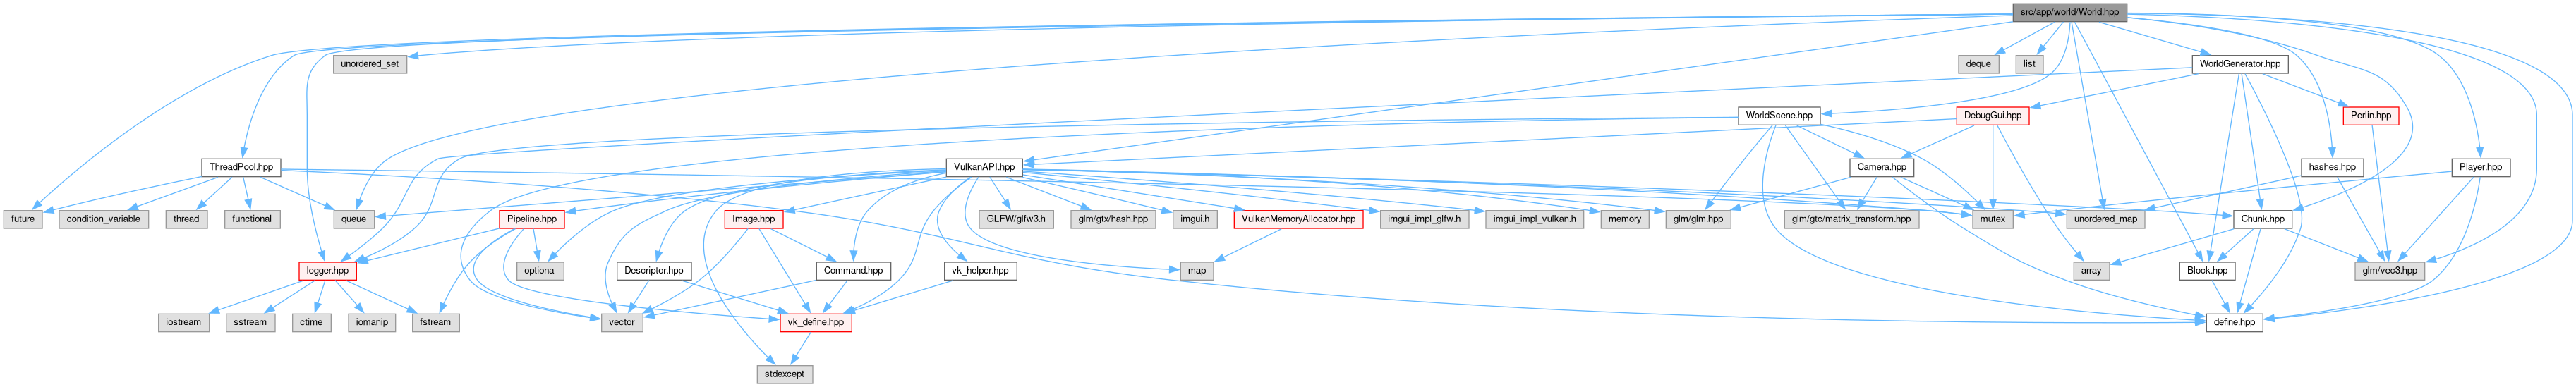 src/app/world/World.hpp
unordered_set
deque
list
WorldGenerator.hpp
WorldScene.hpp
DebugGui.hpp
Perlin.hpp
ThreadPool.hpp
VulkanAPI.hpp
Camera.hpp
hashes.hpp
Player.hpp
future
condition_variable
thread
functional
queue
Pipeline.hpp
Image.hpp
GLFW/glfw3.h
glm/gtx/hash.hpp
imgui.h
VulkanMemoryAllocator.hpp
imgui_impl_glfw.h
imgui_impl_vulkan.h
memory
glm/glm.hpp
glm/gtc/matrix_transform.hpp
mutex
unordered_map
Chunk.hpp
logger.hpp
optional
Descriptor.hpp
Command.hpp
vk_helper.hpp
map
array
Block.hpp
glm/vec3.hpp
iostream
sstream
ctime
iomanip
fstream
vector
vk_define.hpp
define.hpp
stdexcept